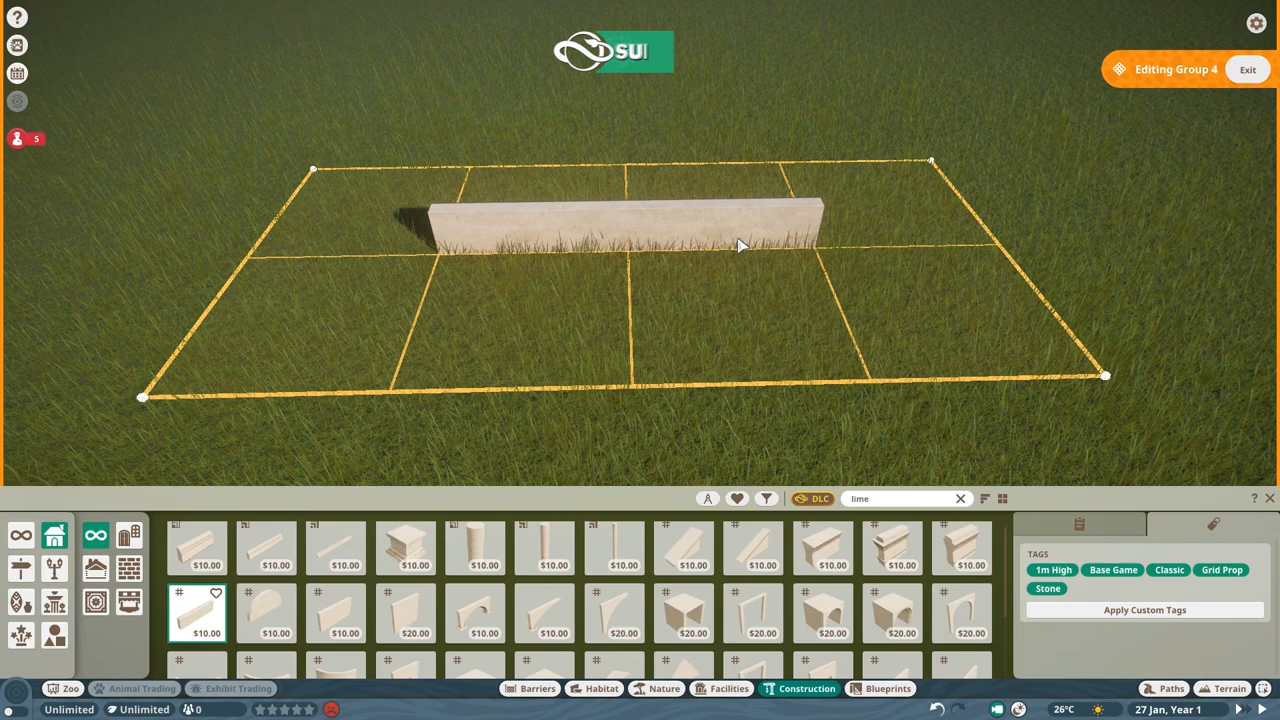 ?
SUI
Editing Group 4
Exit
5
DLC
lime
?
$10.00
$10.00
$10.00
$10.00
$10.00
$10.00
$10.00
$10.00
$10.00
$10.00
$10.00
$10.00
TAGS
1m High
Base Game
Classic
Grid Prop
Stone
Apply Custom Tags
$10.00
$10.00
$10.00
$20.00
$10.00
$10.00
$20.00
$20.00
$20.00
$20.00
$20.00
$20.00
Zoo
Animal Trading
Exhibit Trading
Barriers
Habitat
Nature
Facilities
Construction
Blueprints
Paths
Terrain
Unlimited
Unlimited
0
26°C
27 Jan, Year 1